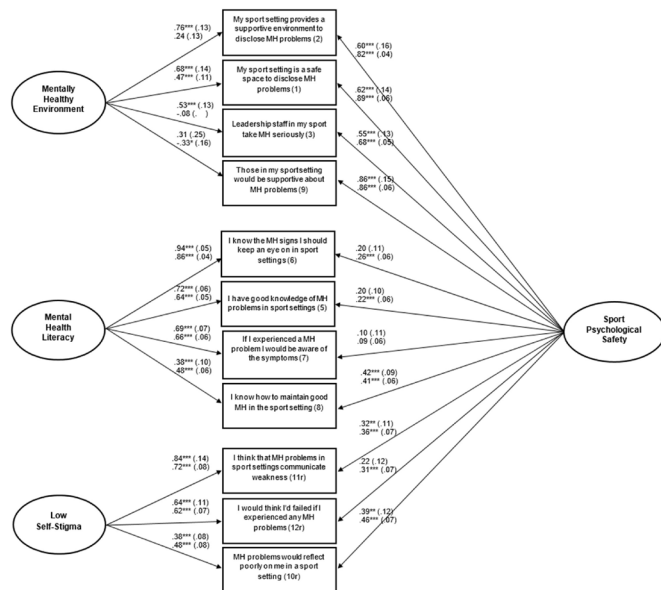 My sport setting provides a
supportive environment to
disclose MH problems (2)
.76*** (.13)
.24 (.13)
.60*** (.16)
.82*** (.04)
My sport setting is a safe
space to disclose MH
problems (1)
.68*** (.14)
.47*** (.11)
.62*** (.14)
.89*** (.06)
Mentally
Healthy
Environment
Leadership staff in my sport
take MH seriously (3)
.53*** (.13)
-.08 ( . )
.55*** (.13)
.68*** (.05)
Those in my sport setting
would be supportive about
MH problems (9)
.31 (.25)
-.33* (.16)
.86*** (.15)
.86*** (.06)
I know the MH signs I should
keep an eye on in sport
settings (6)
.94*** (.05)
.86*** (.04)
.20 (.11)
.26*** (.06)
I have good knowledge of MH
problems in sport settings (5)
.72*** (.06)
.64*** (.05)
.20 (.10)
.22*** (.06)
Mental
Health
Literacy
Sport
Psychological
Safety
If I experienced a MH
problem I would be aware of
the symptoms (7)
.69*** (.07)
.66*** (.06)
.10 (.11)
.09 (.06)
I know how to maintain good
MH in the sport setting (8)
.38*** (.10)
.48*** (.06)
.42*** (.09)
.41*** (.06)
I think that MH problems in
sport settings communicate
weakness (11r)
.84*** (.14)
.72*** (.08)
.32** (.11)
.36*** (.07)
I would think I'd failed if I
experienced any MH
problems (12r)
.64*** (.11)
.62*** (.07)
.22 (.12)
.31*** (.07)
Low
Self-Stigma
MH problems would reflect
poorly on me in a sport
setting (10r)
.38*** (.08)
.48*** (.08)
.39** (.12)
.46*** (.07)